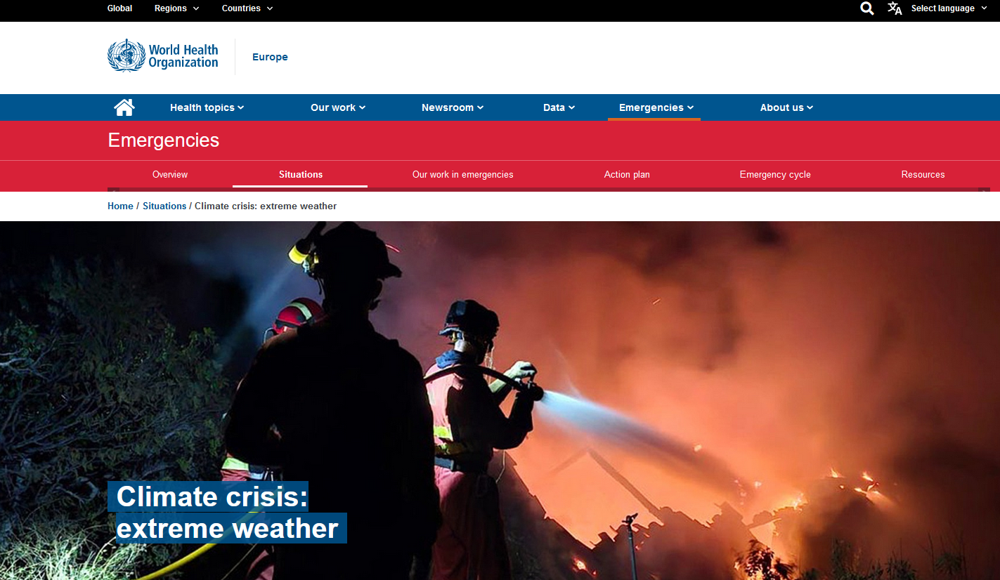 Global Regions Countries Select language
World Health
Organization
Europe
Health topics Our work Newsroom Data Emergencies About us
Emergencies
Overview Situations Our work in emergencies Action plan Emergency cycle Resources
Home / Situations / Climate crisis: extreme weather
Climate crisis:
extreme weather